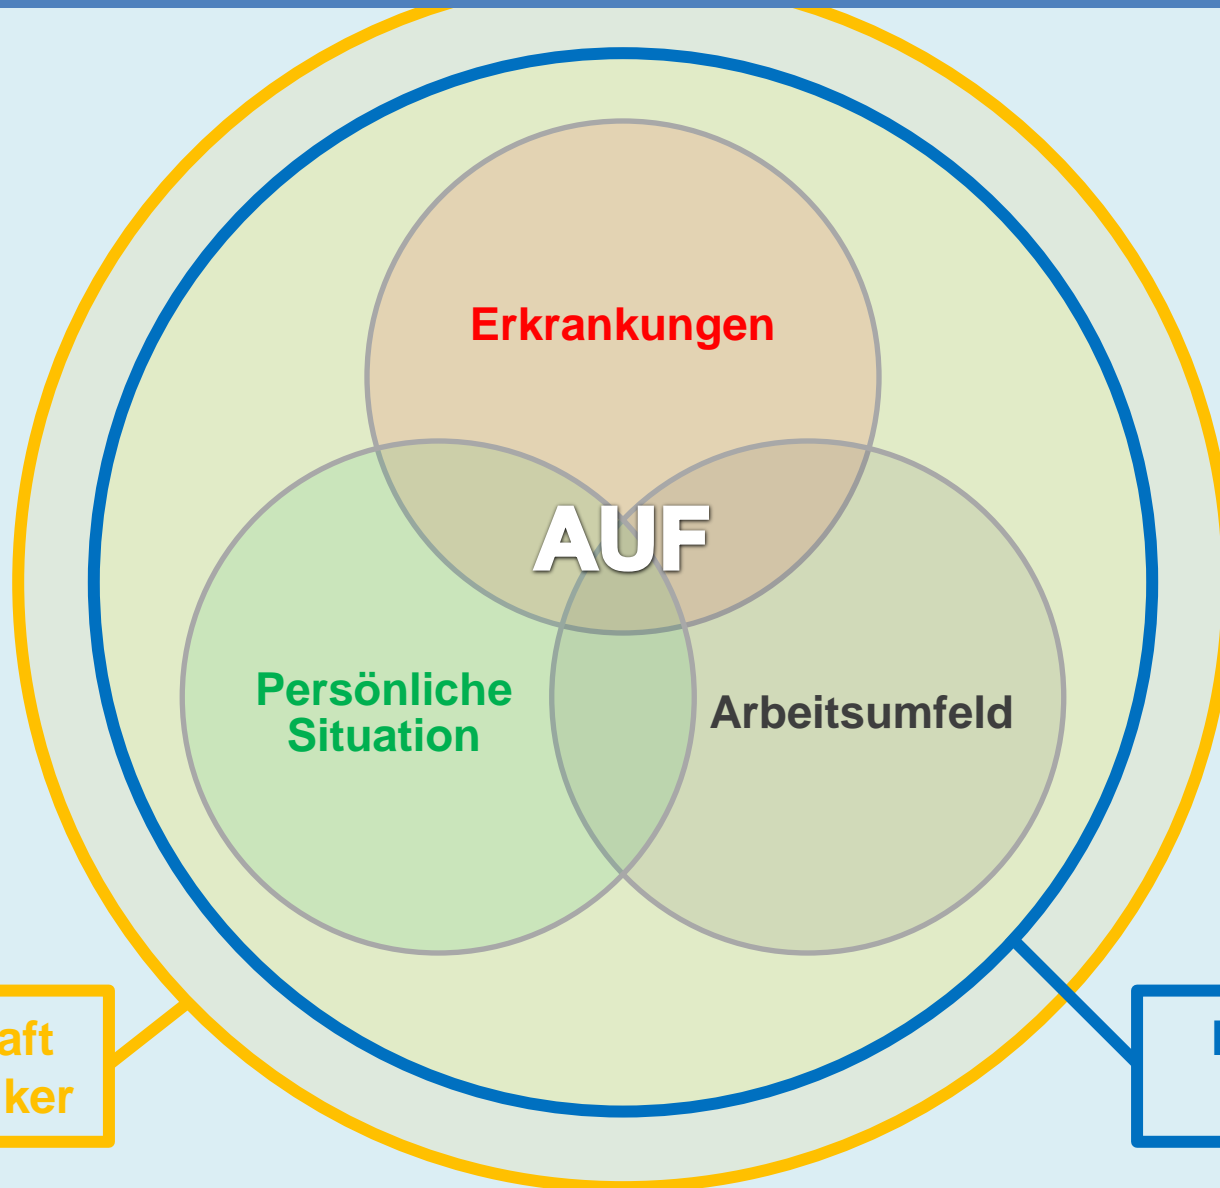 Erkrankungen
AUF
Persönliche
Situation
Arbeitsumfeld
aft
ker